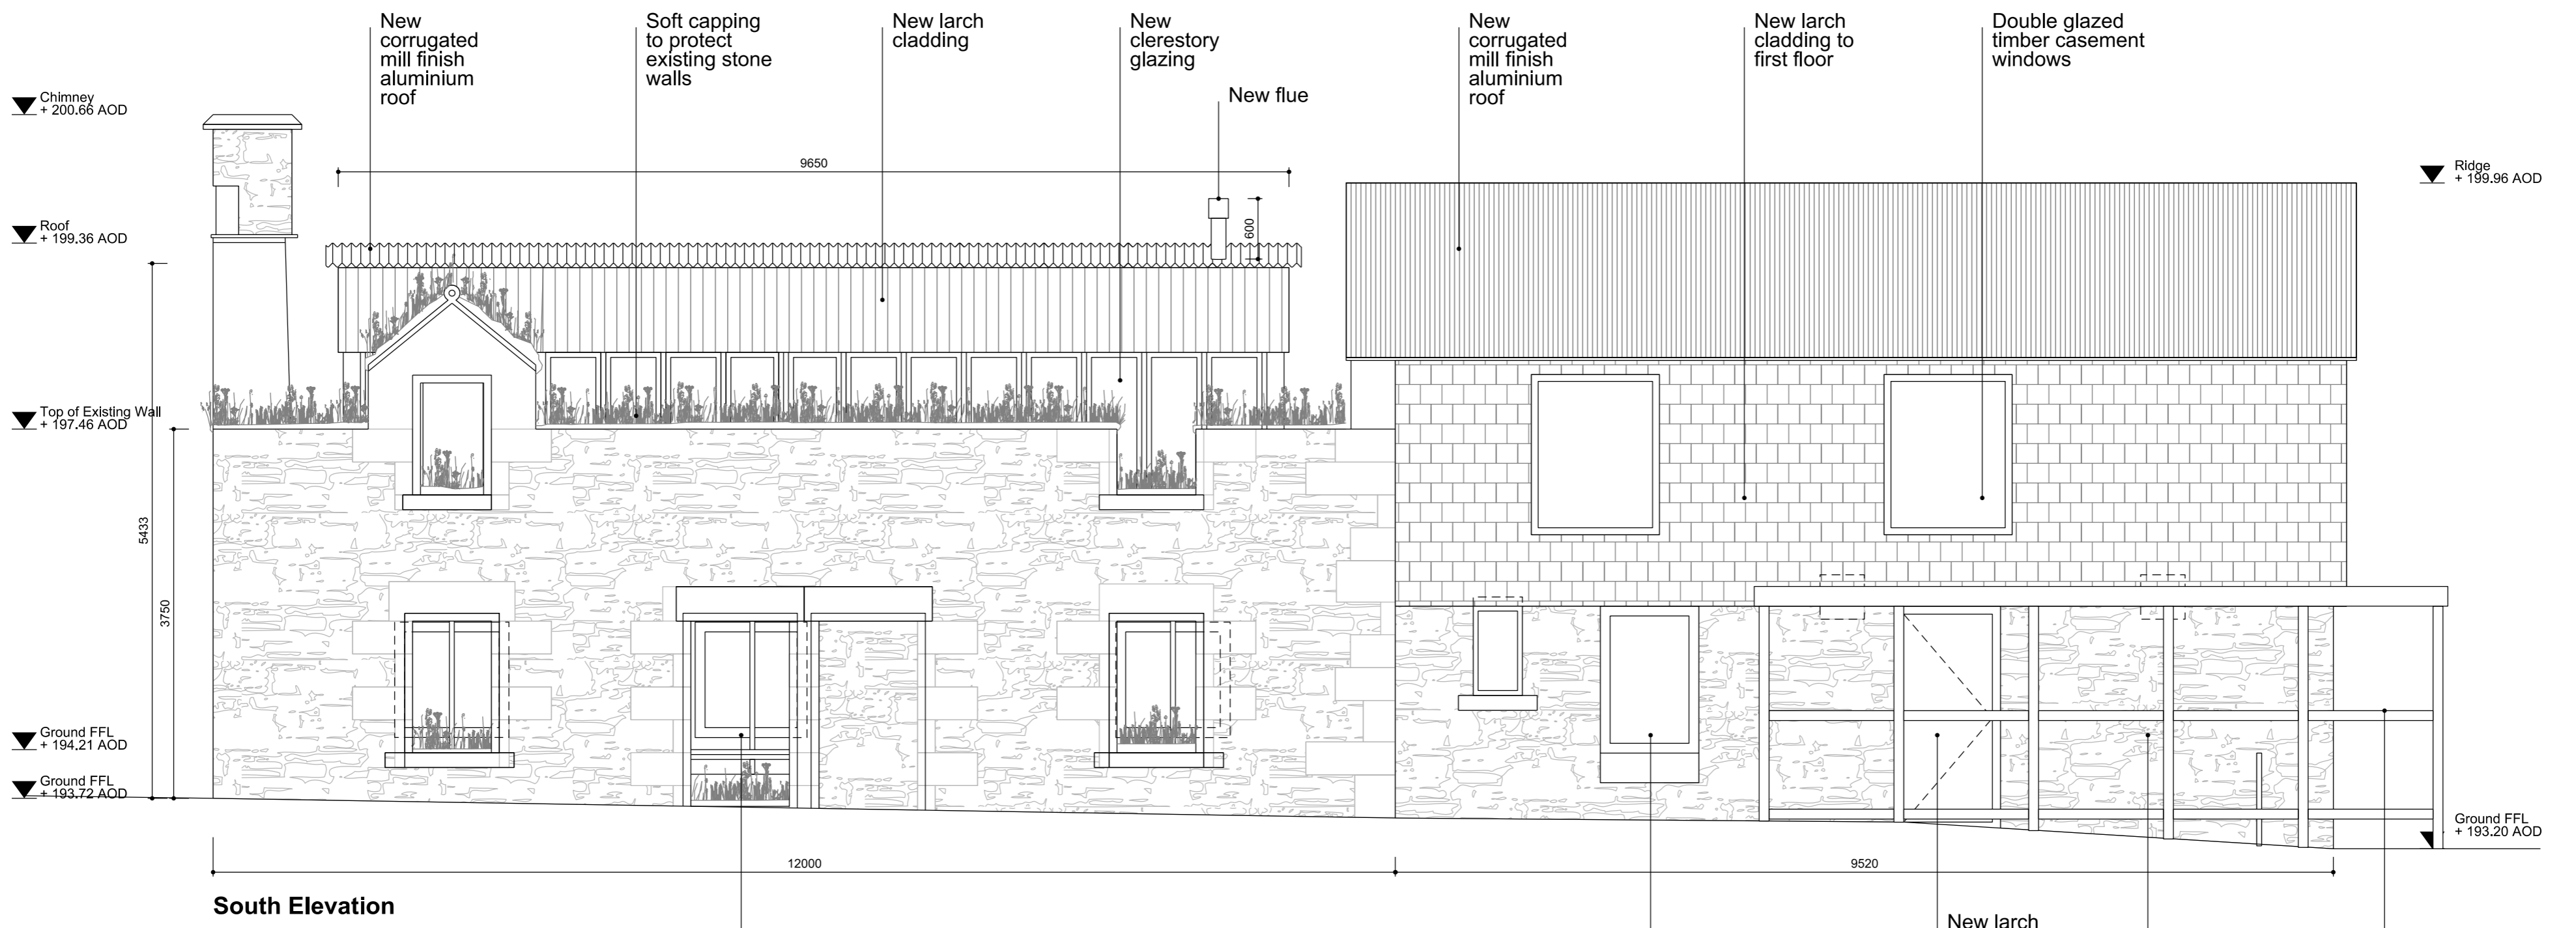 New
corrugated
mill finish
aluminium
roof
Soft capping
to protect
existing stone
walls
New larch
cladding
New
clerestory
glazing
New flue
New
corrugated
mill finish
aluminium
roof
New larch
cladding to
first floor
Double glazed
timber casement
windows
Chimney
+ 200.66 AOD
Ridge
+ 199.96 AOD
9650
600
Roof
+ 199.36 AOD
Top of Existing Wall
+ 197.46 AOD
5433
3750
Ground FFL
+ 194.21 AOD
Ground FFL
+ 193.72 AOD
Ground FFL
+ 193.20 AOD
12000
9520
South Elevation
New larch